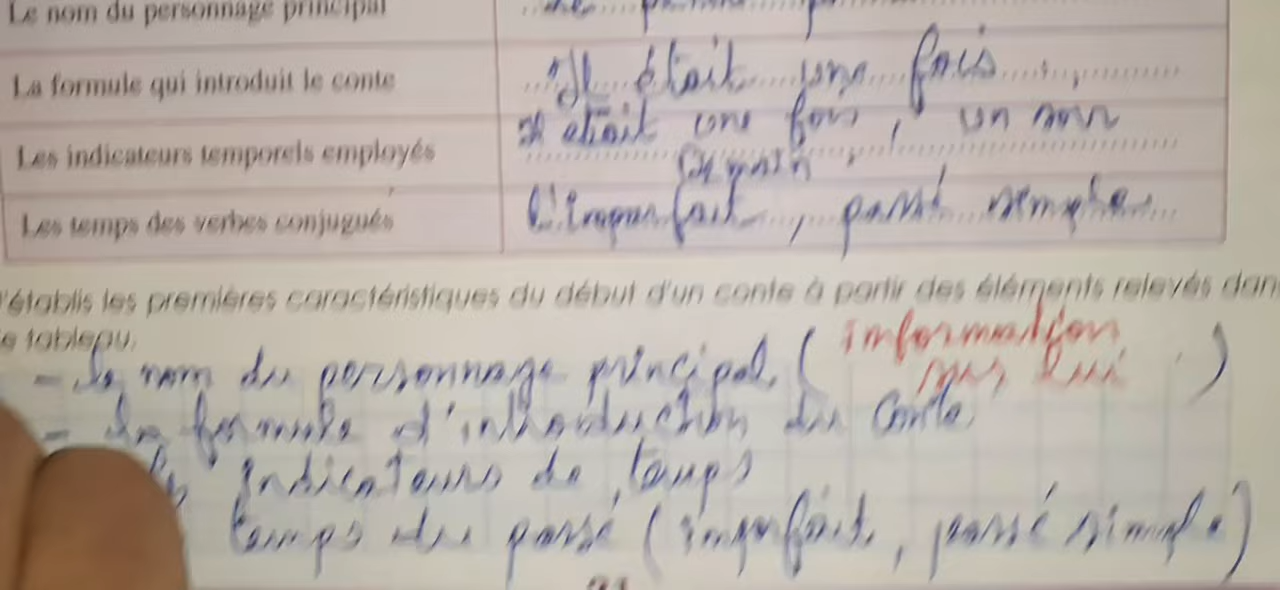 Le nom du personnage principal
La formule qui introduit le conte
Il était une fois
Les indicateurs temporels employés
Il était une fois, un soir
Demain,
Les temps des verbes conjugués
L'imparfait, passé simple
J'établis les premières caractéristiques du début d'un conte à partir des éléments relevés dans
le tableau.
- Le nom du personnage principal. (information
sur lui)
- La formule d'introduction du conte
indicateurs de temps
temps du passé (imparfait, passé simple)